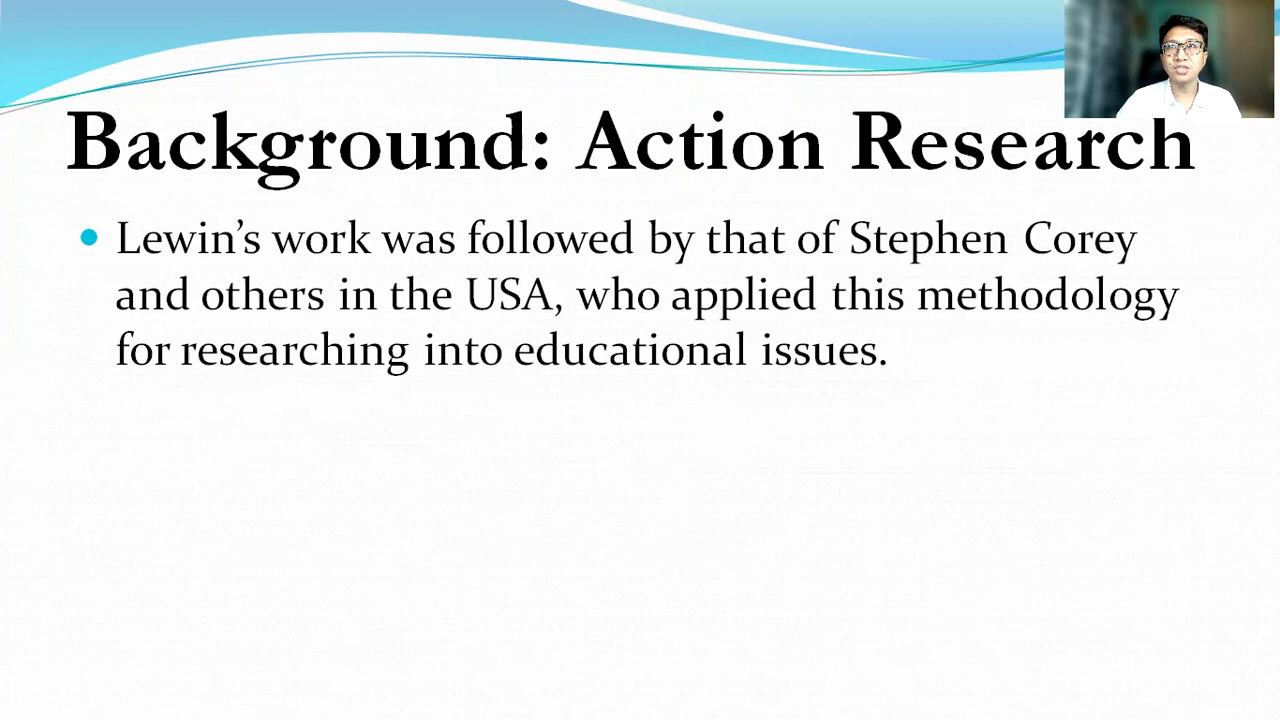 Background: Action Research
Lewin’s work was followed by that of Stephen Corey
and others in the USA, who applied this methodology
for researching into educational issues.